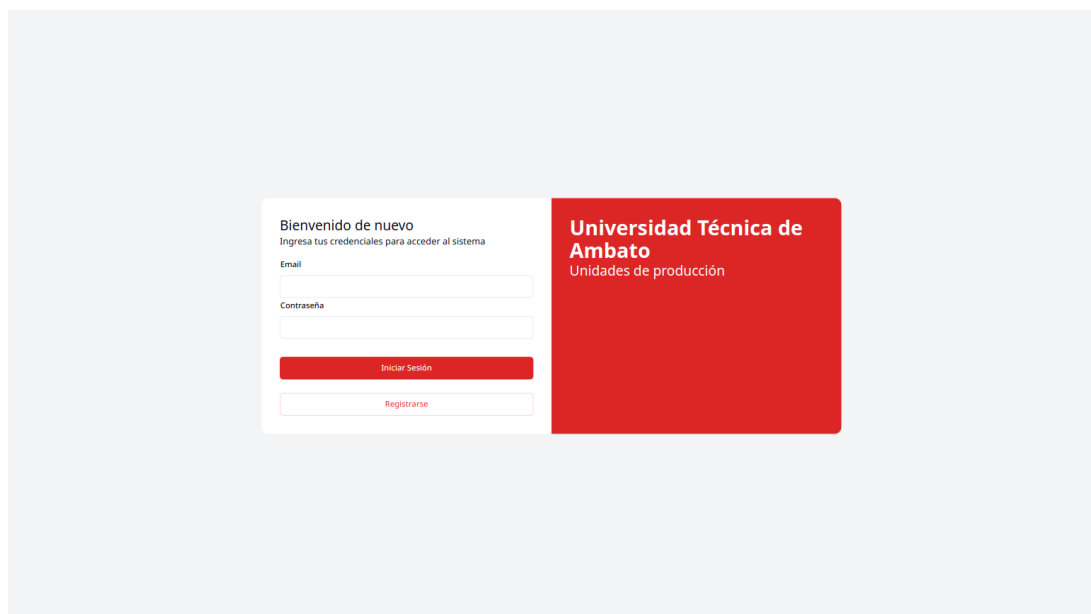 Bienvenido de nuevo
Ingresa tus credenciales para acceder al sistema
Email
Contraseña
Iniciar Sesión
Registrarse
Universidad Técnica de
Ambato
Unidades de producción